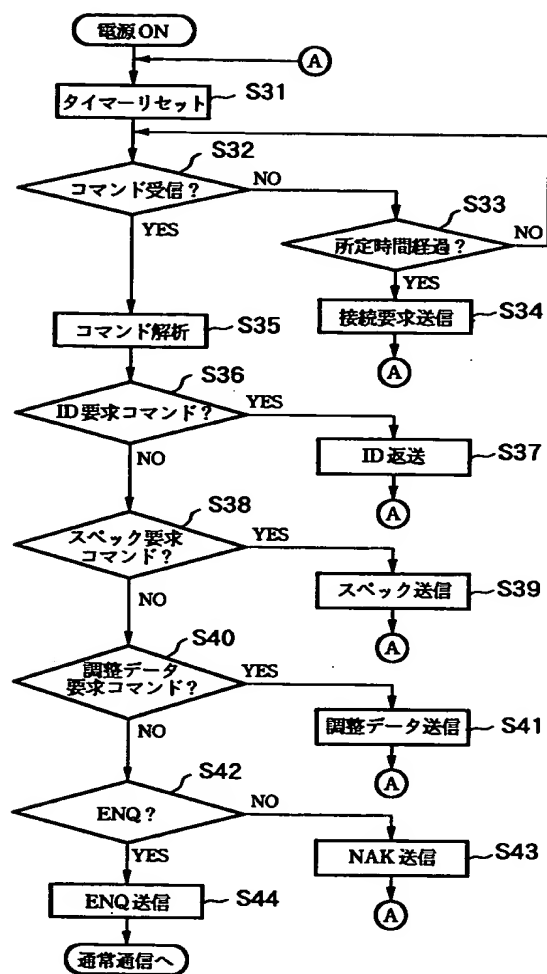 電源ON
A
タイマーリセット
S31
S32
コマンド受信?
NO
YES
S33
所定時間経過?
NO
YES
接続要求送信
S34
A
コマンド解析
S35
S36
ID要求コマンド?
YES
NO
ID返送
S37
A
S38
スペック要求
コマンド?
YES
NO
スペック送信
S39
A
S40
調整データ
要求コマンド?
YES
NO
調整データ送信
S41
A
S42
ENQ?
NO
YES
NAK送信
S43
A
ENQ送信
S44
通常通信へ